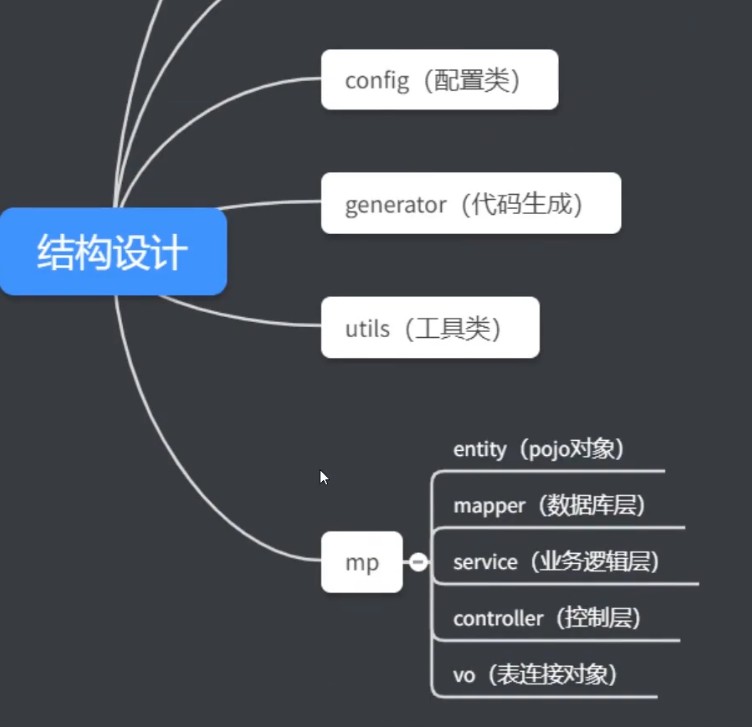 config（配置类）
generator（代码生成）
结构设计
utils（工具类）
entity（pojo对象）
mapper（数据库层）
mp
service（业务逻辑层）
controller（控制层）
vo（表连接对象）